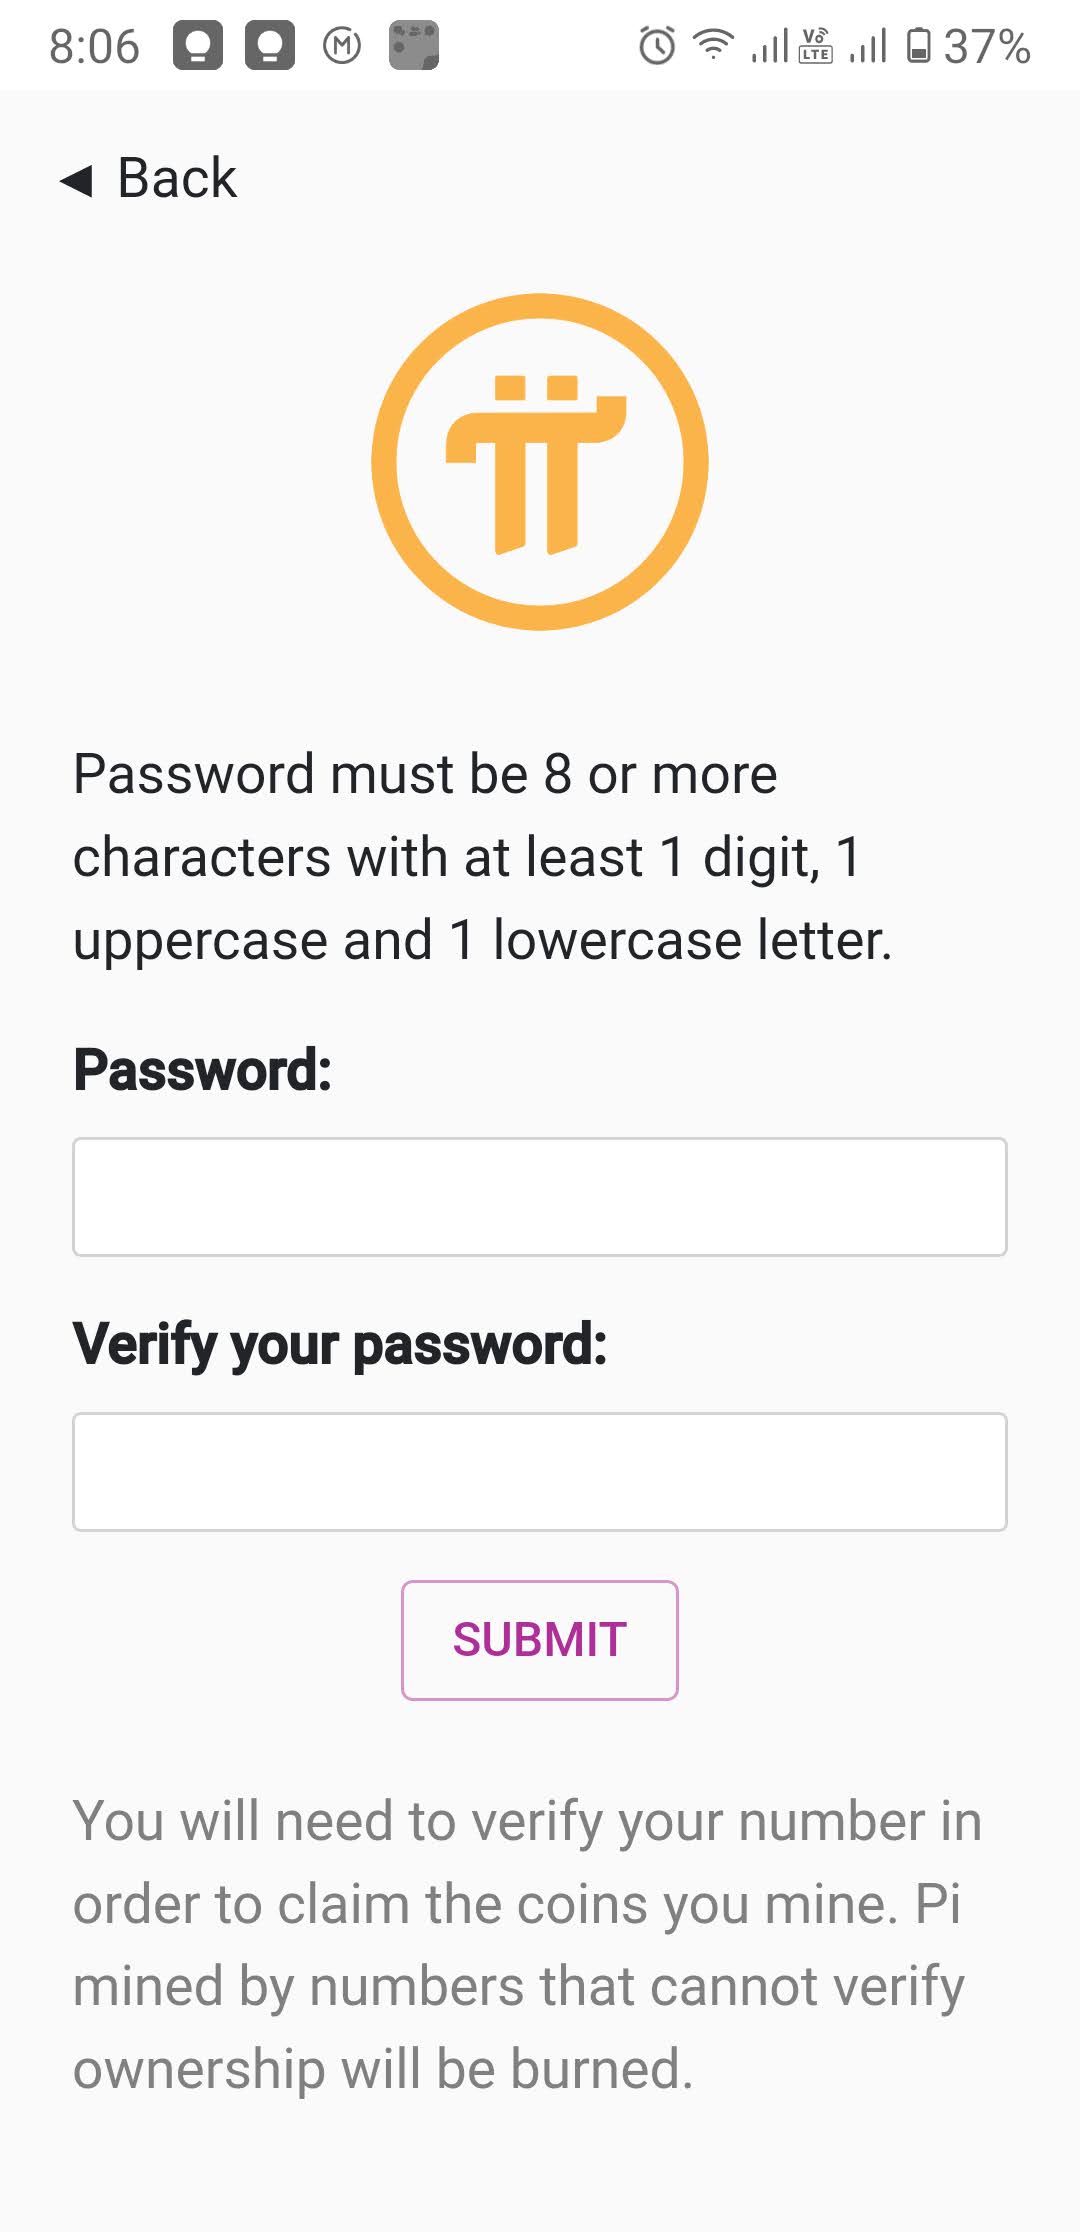 8:06 M Vo LTE 37%
◀ Back
Password must be 8 or more
characters with at least 1 digit, 1
uppercase and 1 lowercase letter.
Password:
Verify your password:
SUBMIT
You will need to verify your number in
order to claim the coins you mine. Pi
mined by numbers that cannot verify
ownership will be burned.